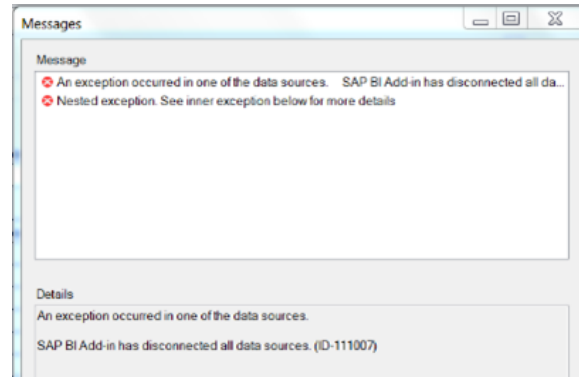 Messages
Message
An exception occurred in one of the data sources. SAP BI Add-in has disconnected all da...
Nested exception. See inner exception below for more details
Details
An exception occurred in one of the data sources.
SAP BI Add-in has disconnected all data sources. (ID-111007)